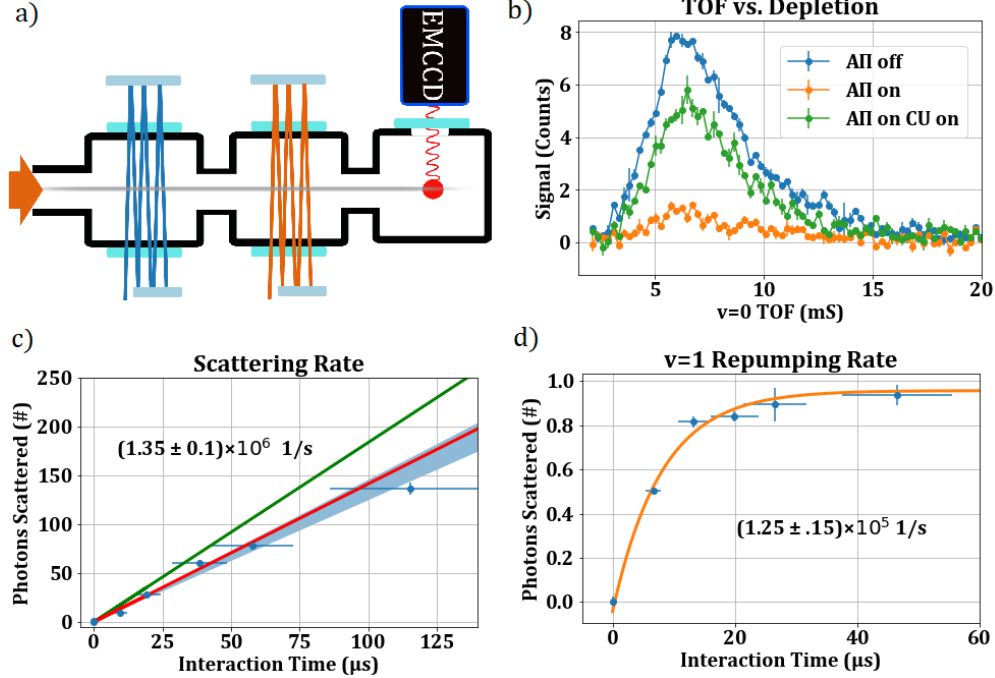 a)
EMCCD
b)
TOF vs. Depletion
8
6
4
2
0
Signal (Counts)
AΠ off
AΠ on
AΠ on CU on
5
10
15
20
v=0 TOF (mS)
c)
Scattering Rate
250
200
150
100
50
0
Photons Scattered (#)
(1.35 ± 0.1)×10⁶ 1/s
0
25
50
75
100
125
Interaction Time (μs)
d)
v=1 Repumping Rate
1.0
0.8
0.6
0.4
0.2
0.0
Photons Scattered (#)
(1.25 ± .15)×10⁵ 1/s
0
20
40
60
Interaction Time (μs)